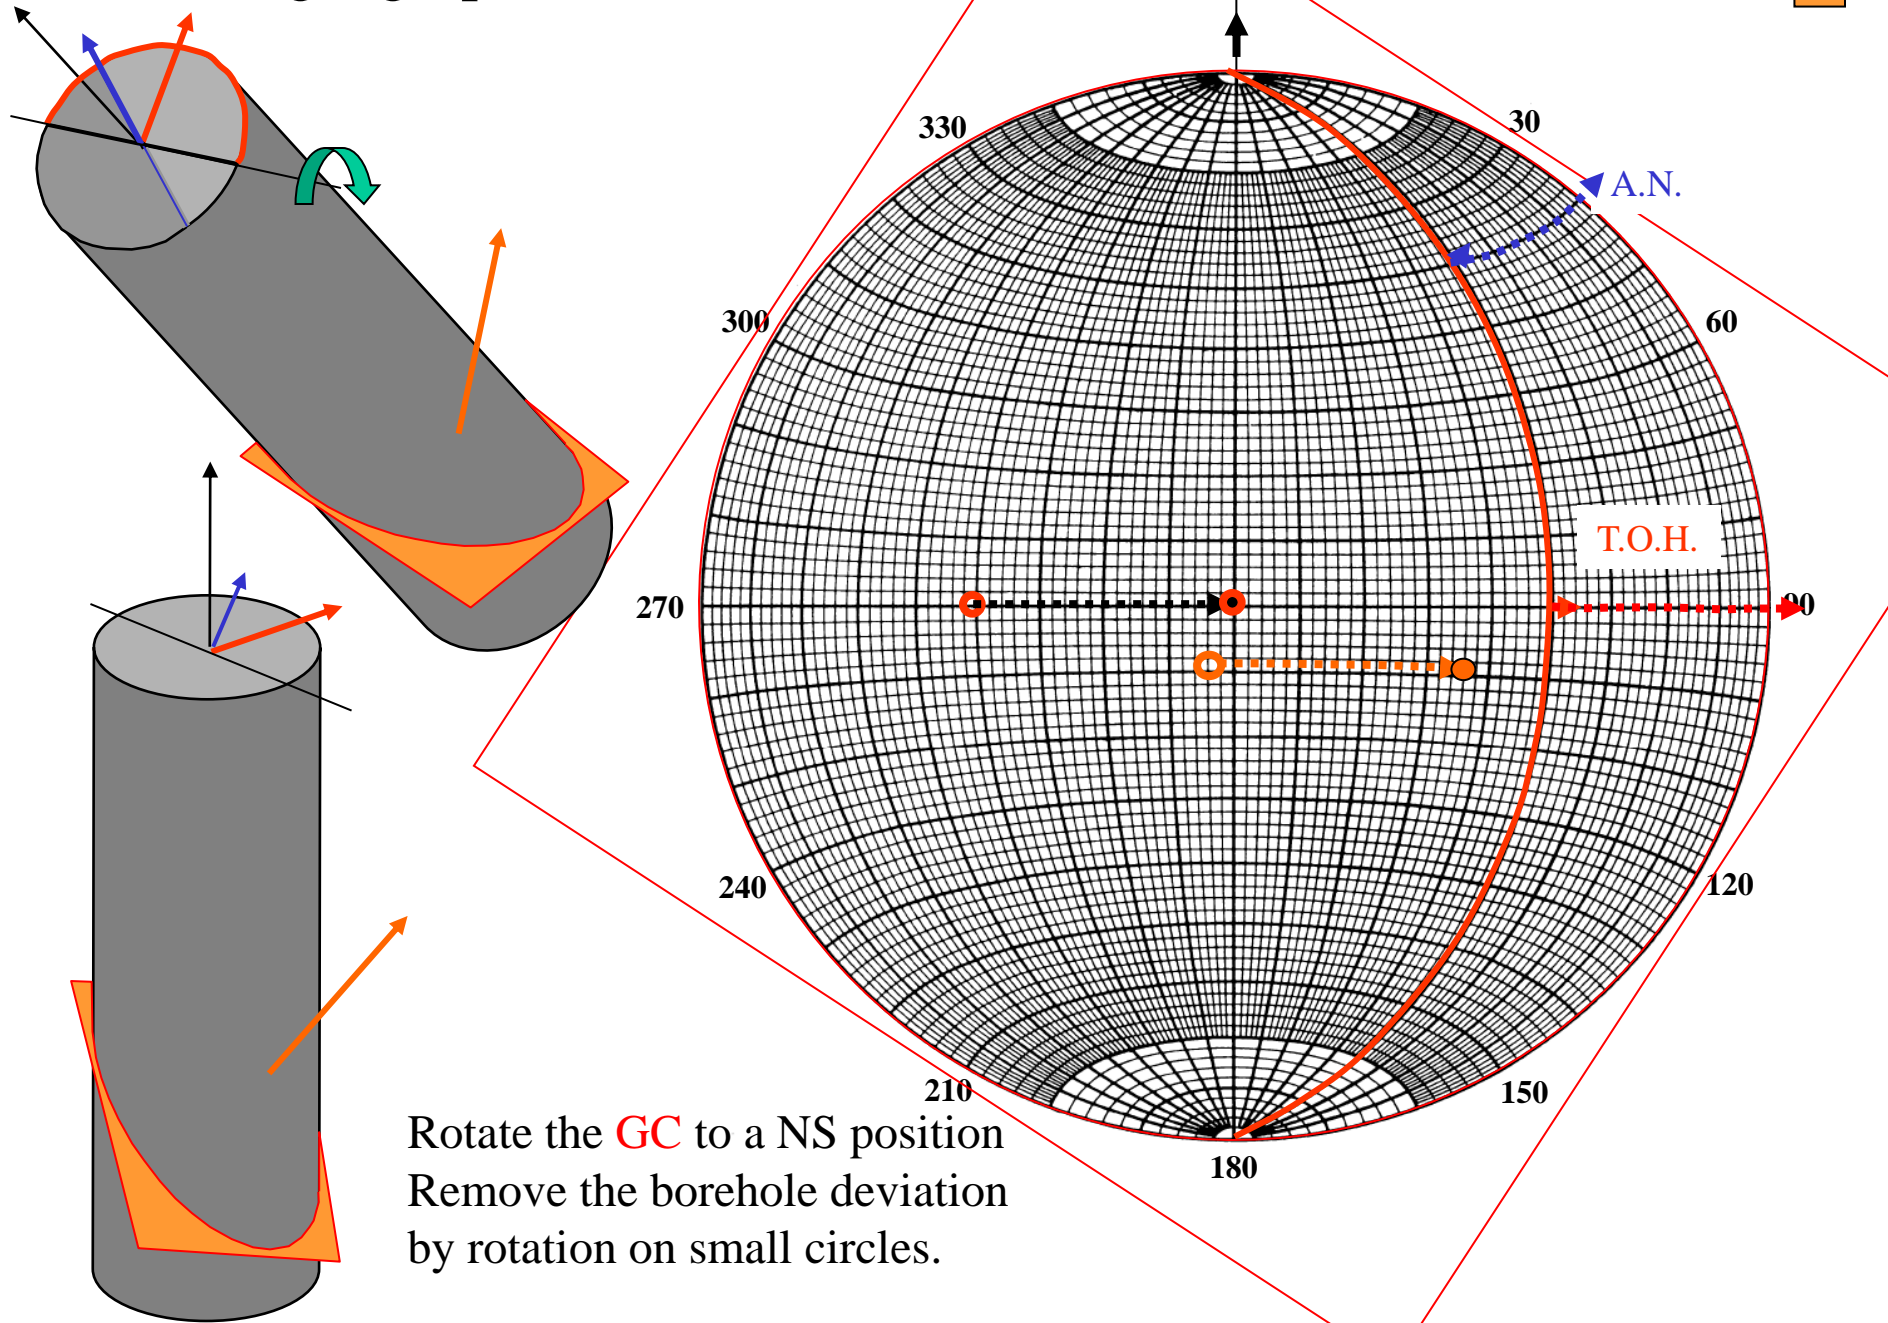 330
30
A.N.
300
60
T.O.H.
270
90
240
120
210
150
180
Rotate the GC to a NS position
Remove the borehole deviation
by rotation on small circles.